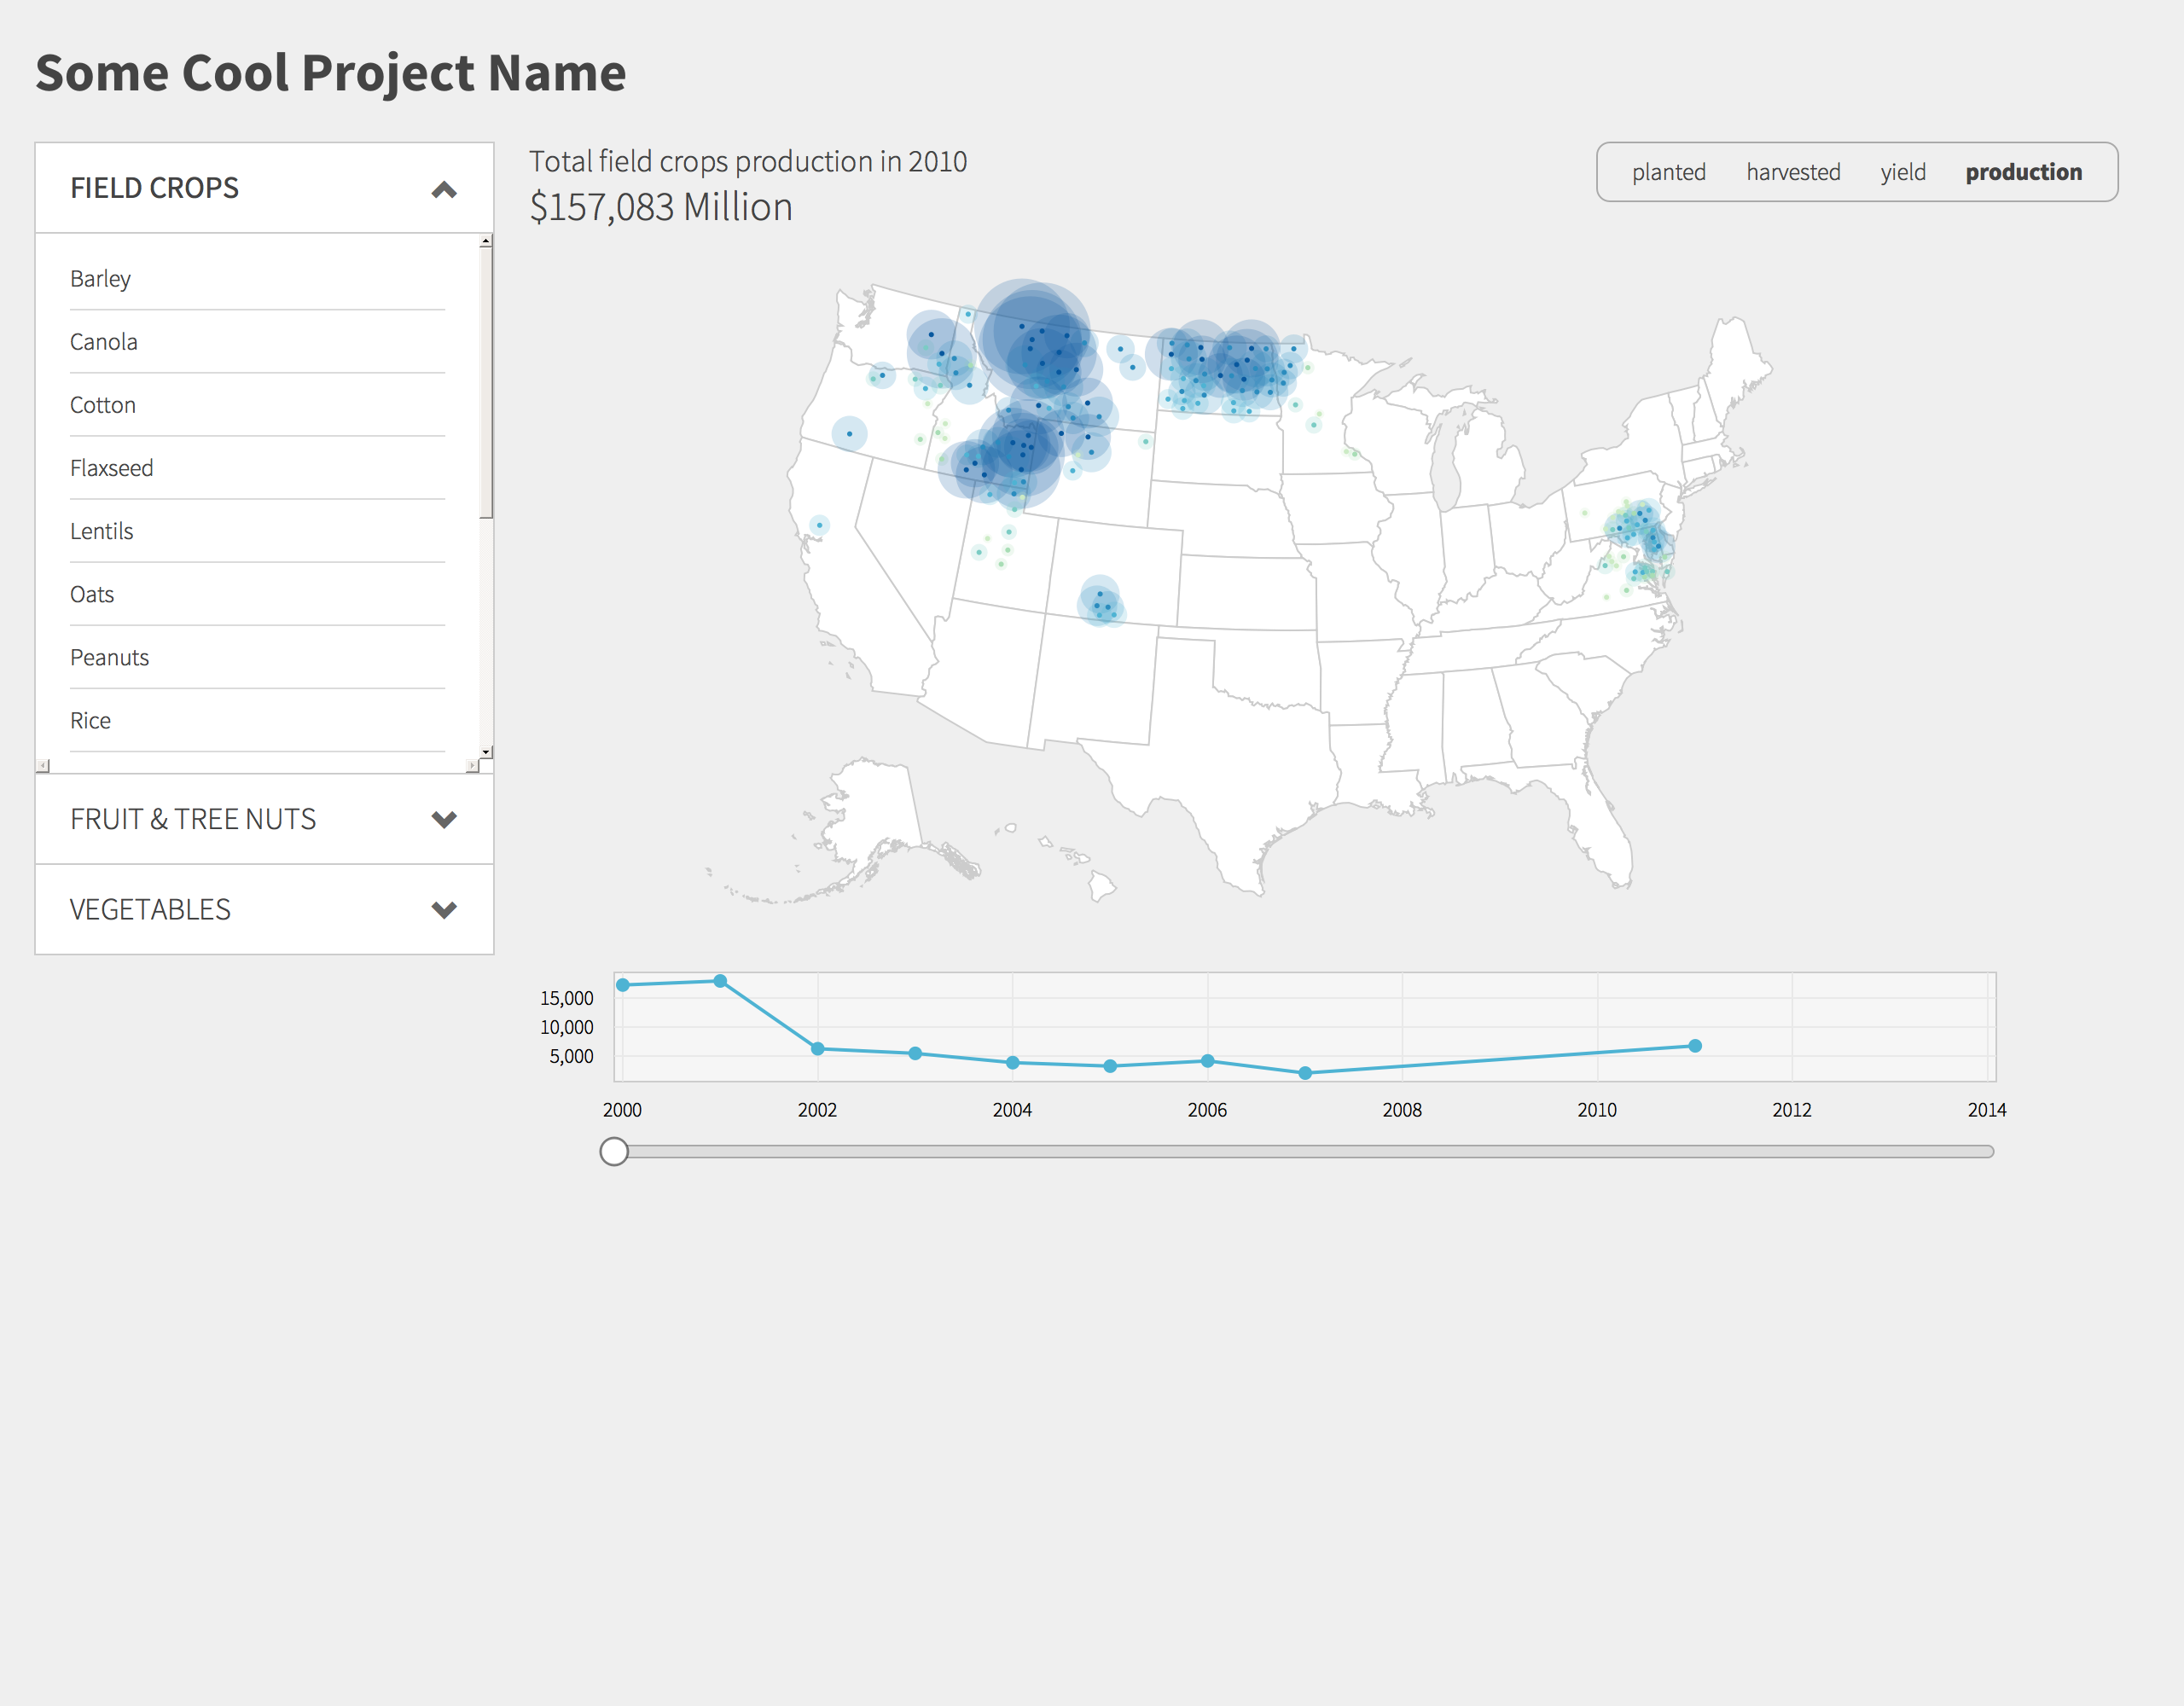 Some Cool Project Name
FIELD CROPS
Barley
Canola
Cotton
Flaxseed
Lentils
Oats
Peanuts
Rice
FRUIT & TREE NUTS
VEGETABLES
Total field crops production in 2010
$157,083 Million
planted harvested yield production
15,000
10,000
5,000
2000 2002 2004 2006 2008 2010 2012 2014